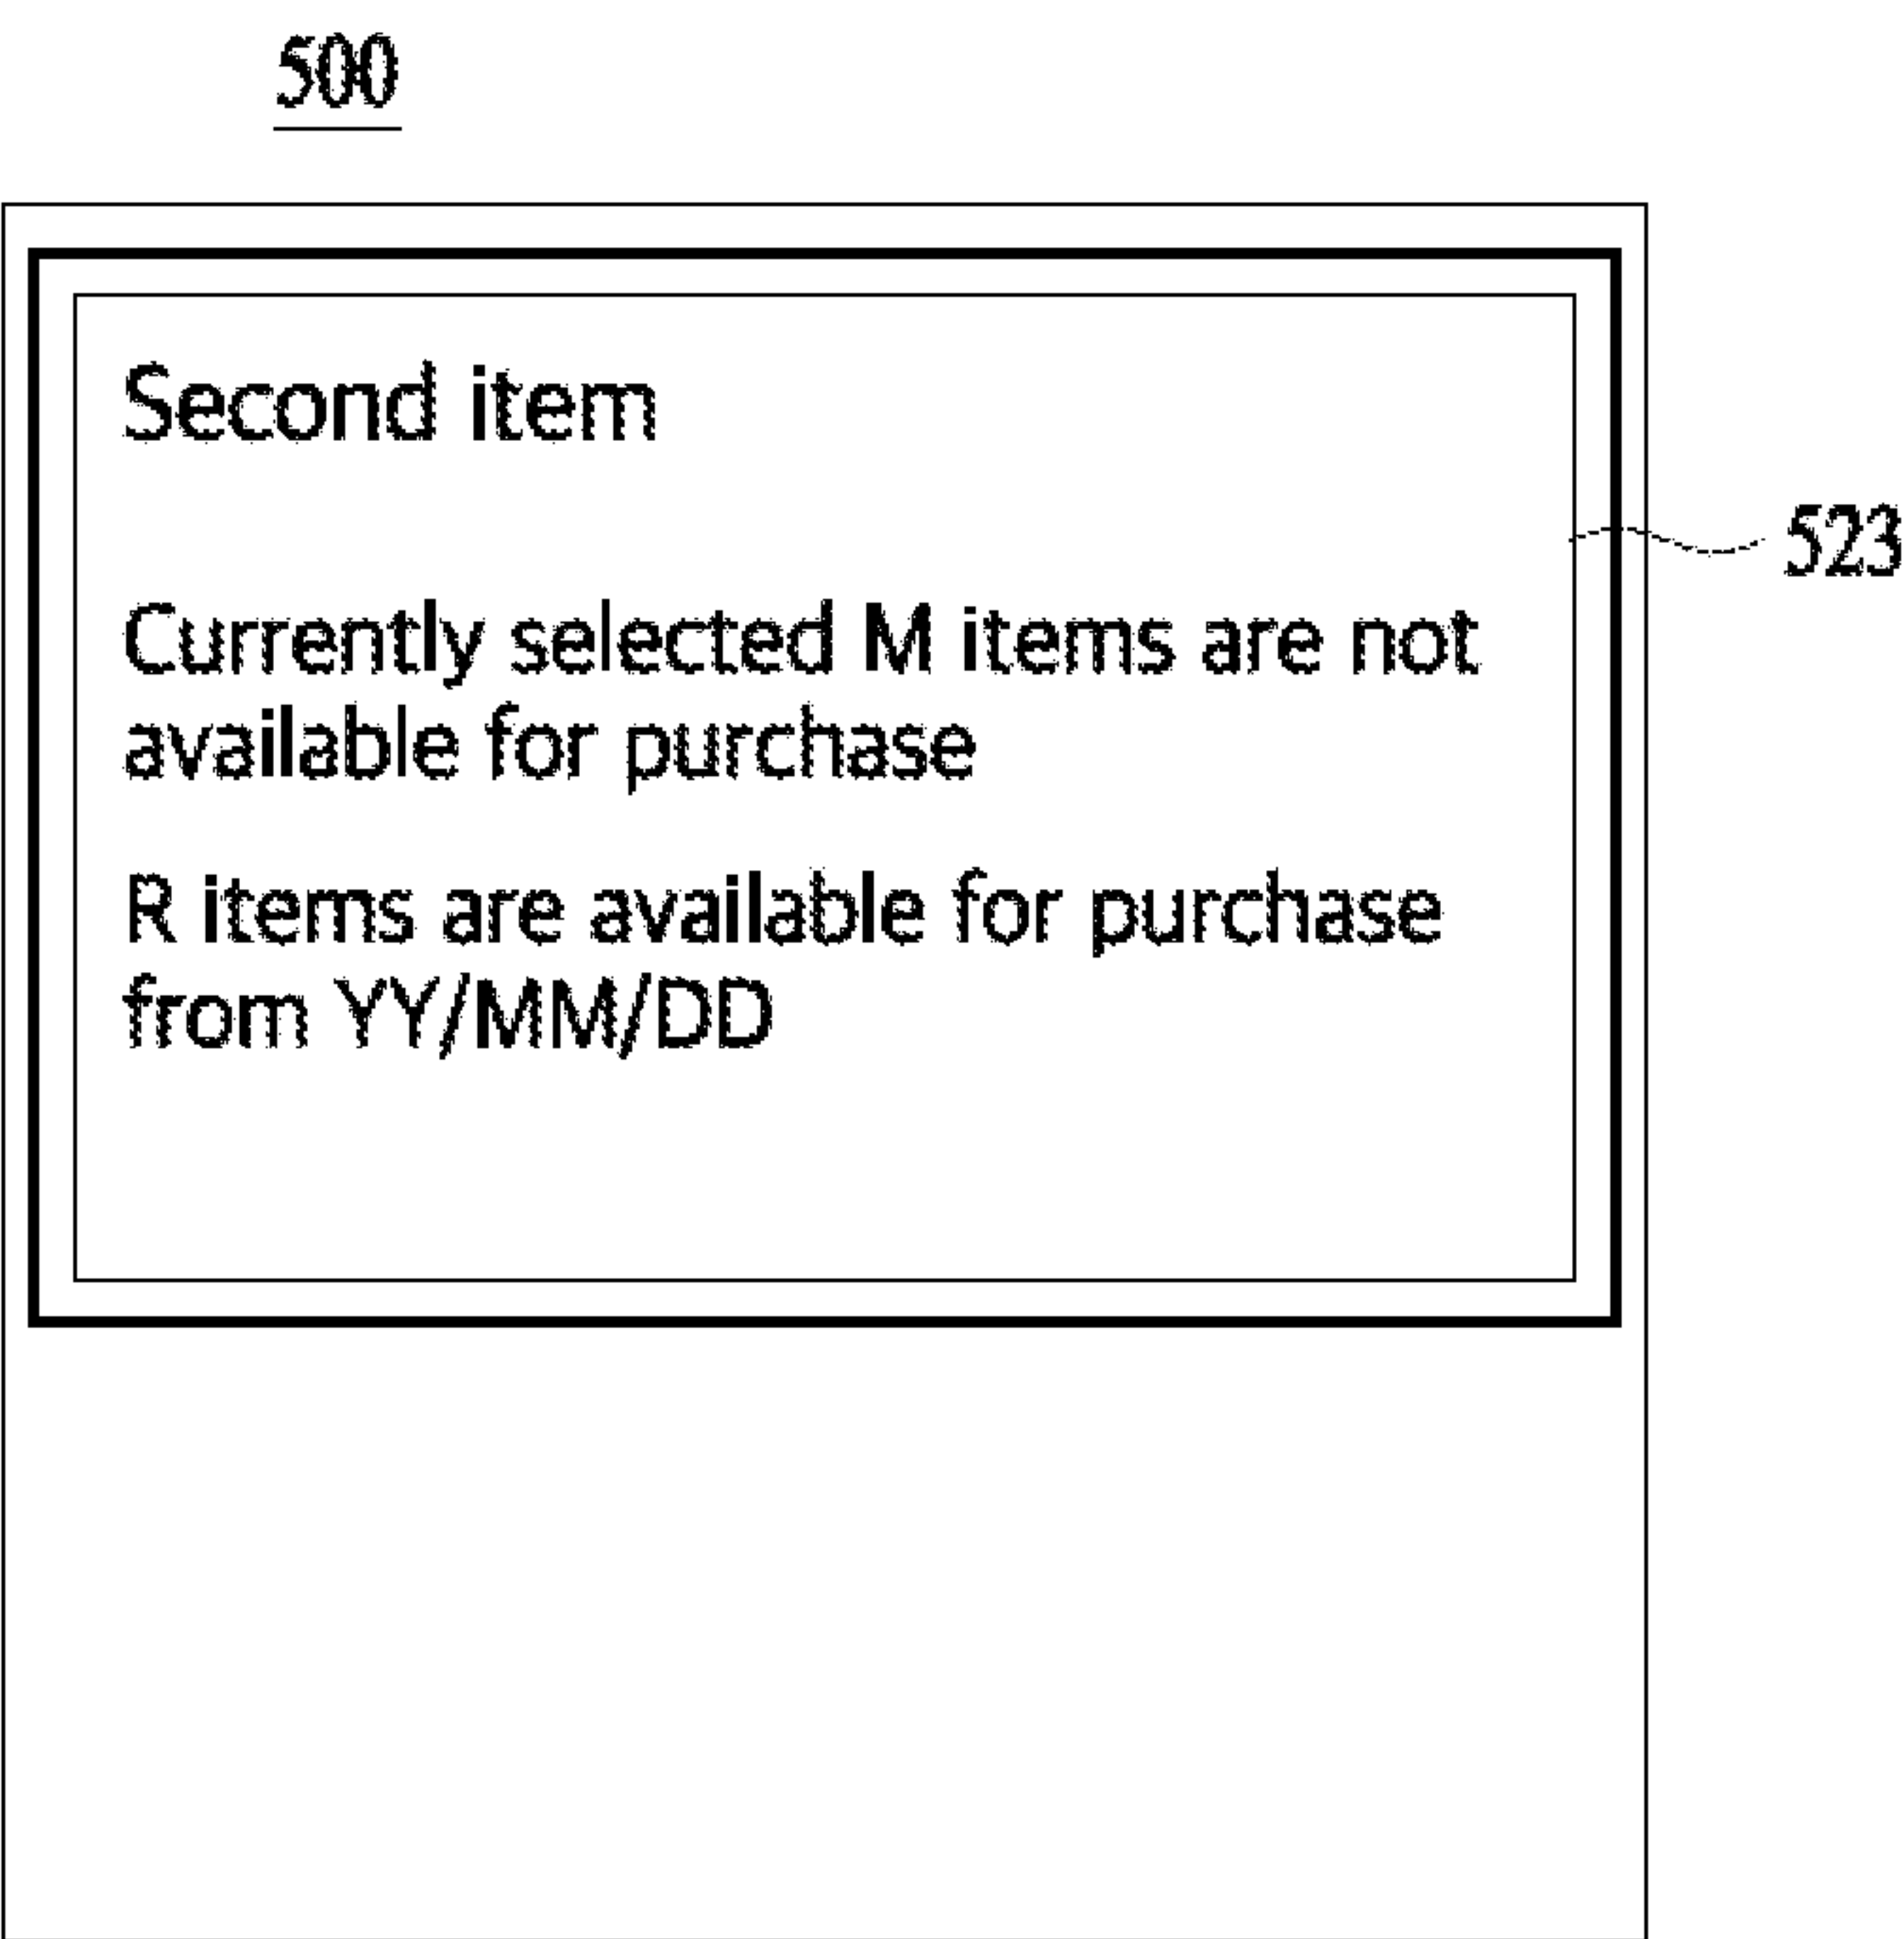 500
Second item
523
Currently selected M items are not
available for purchase
R items are available for purchase
from YY/MM/DD